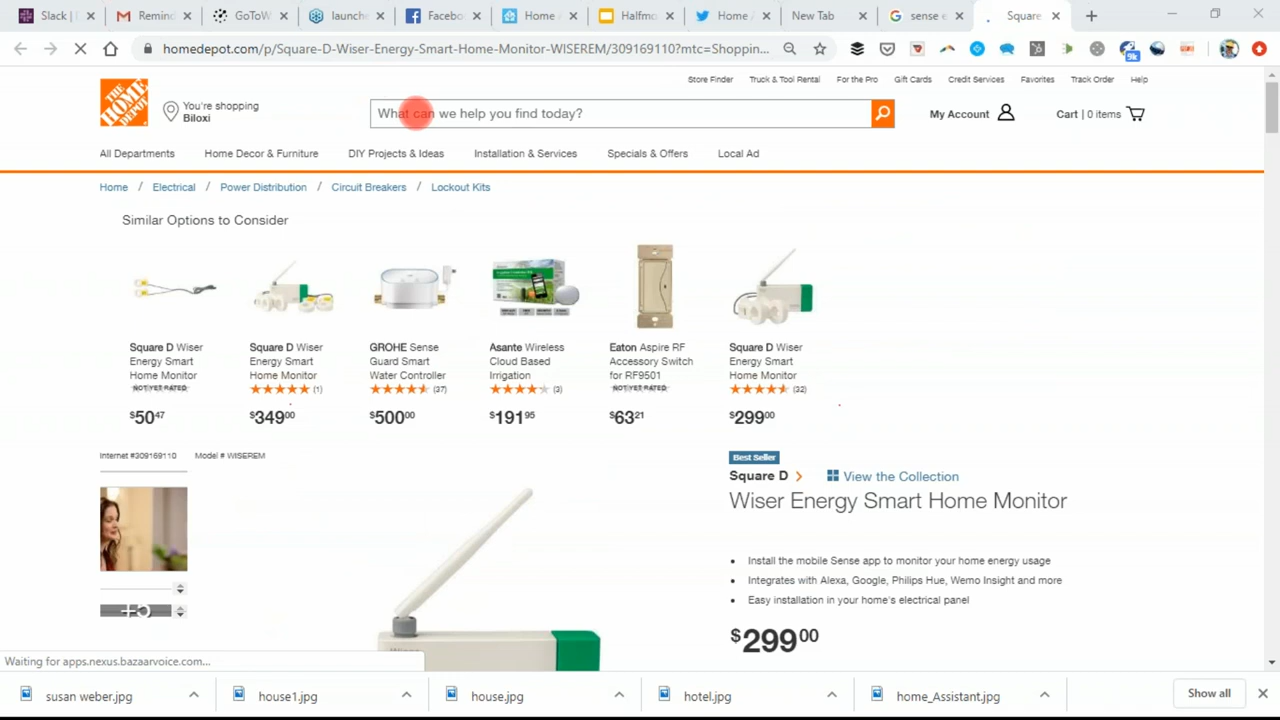 Slack |
Remind
GoToW
launche
Facebo
Home
Halfmo
Home
New Tab
sense e
Square
homedepot.com/p/Square-D-Wiser-Energy-Smart-Home-Monitor-WISEREM/309169110?mtc=Shoppin...
9k
Store Finder
Truck & Tool Rental
For the Pro
Gift Cards
Credit Services
Favorites
Track Order
Help
THE HOME DEPOT
You're shopping
Biloxi
What can we help you find today?
My Account
Cart | 0 items
All Departments
Home Decor & Furniture
DIY Projects & Ideas
Installation & Services
Specials & Offers
Local Ad
Home / Electrical / Power Distribution / Circuit Breakers / Lockout Kits
Similar Options to Consider
Square D Wiser
Energy Smart
Home Monitor
NOT YET RATED
$50 47
Square D Wiser
Energy Smart
Home Monitor
(1)
$349 00
GROHE Sense
Guard Smart
Water Controller
(37)
$500 00
Asante Wireless
Cloud Based
Irrigation
(3)
$191 95
Eaton Aspire RF
Accessory Switch
for RF9501
NOT YET RATED
$63 21
Square D Wiser
Energy Smart
Home Monitor
(32)
$299 00
Internet #309169110
Model # WISEREM
Best Seller
Square D
View the Collection
Wiser Energy Smart Home Monitor
Install the mobile Sense app to monitor your home energy usage
Integrates with Alexa, Google, Philips Hue, Wemo Insight and more
Easy installation in your home's electrical panel
$299 00
+5
Waiting for apps.nexus.bazaarvoice.com...
susan weber.jpg
house1.jpg
house.jpg
hotel.jpg
home_Assistant.jpg
Show all